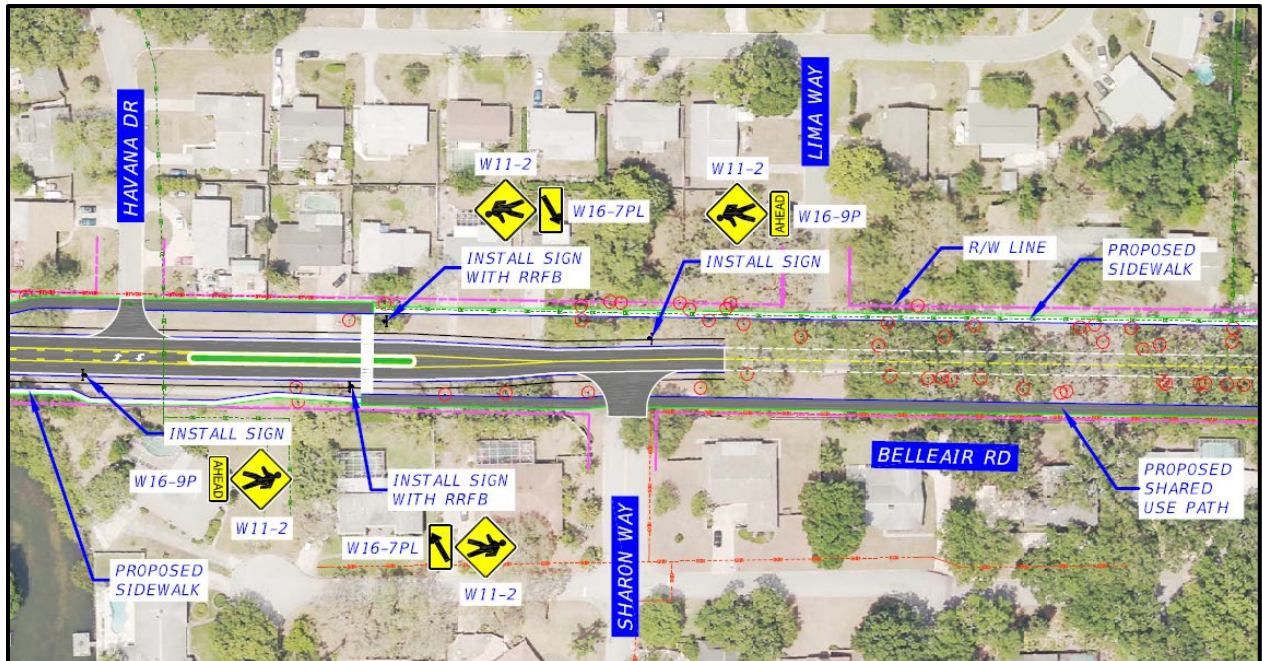 HAVANA DR
LIMA WAY
W11-2
W16-7PL
INSTALL SIGN
WITH RRFB
W11-2
AHEAD
W16-9P
INSTALL SIGN
R/W LINE
PROPOSED
SIDEWALK
INSTALL SIGN
W16-9P
AHEAD
W11-2
PROPOSED
SIDEWALK
INSTALL SIGN
WITH RRFB
W16-7PL
W11-2
SHARON WAY
BELLEAIR RD
PROPOSED
SHARED
USE PATH